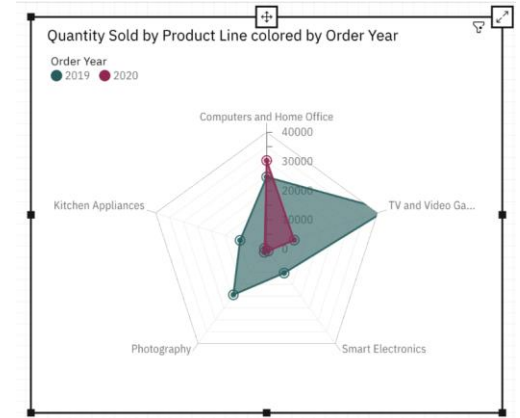 Quantity Sold by Product Line colored by Order Year
Order Year
2019 2020
Computers and Home Office
40000
30000
20000
Kitchen Appliances
TV and Video Ga...
0000
0
Photography
Smart Electronics